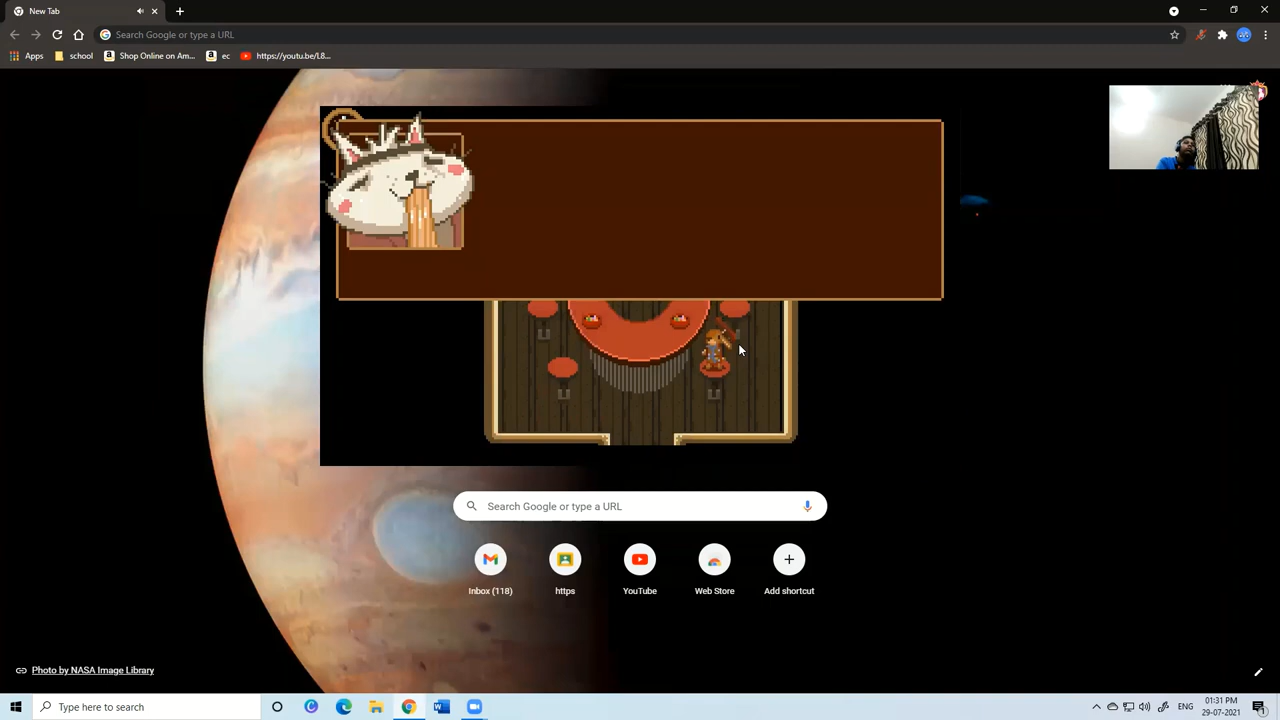 New Tab
Search Google or type a URL
Apps
school
Shop Online on Am...
ec
https://youtu.be/L8...
Search Google or type a URL
Inbox (118)
https
YouTube
Web Store
Add shortcut
Photo by NASA Image Library
Type here to search
ENG
01:31 PM
29-07-2021